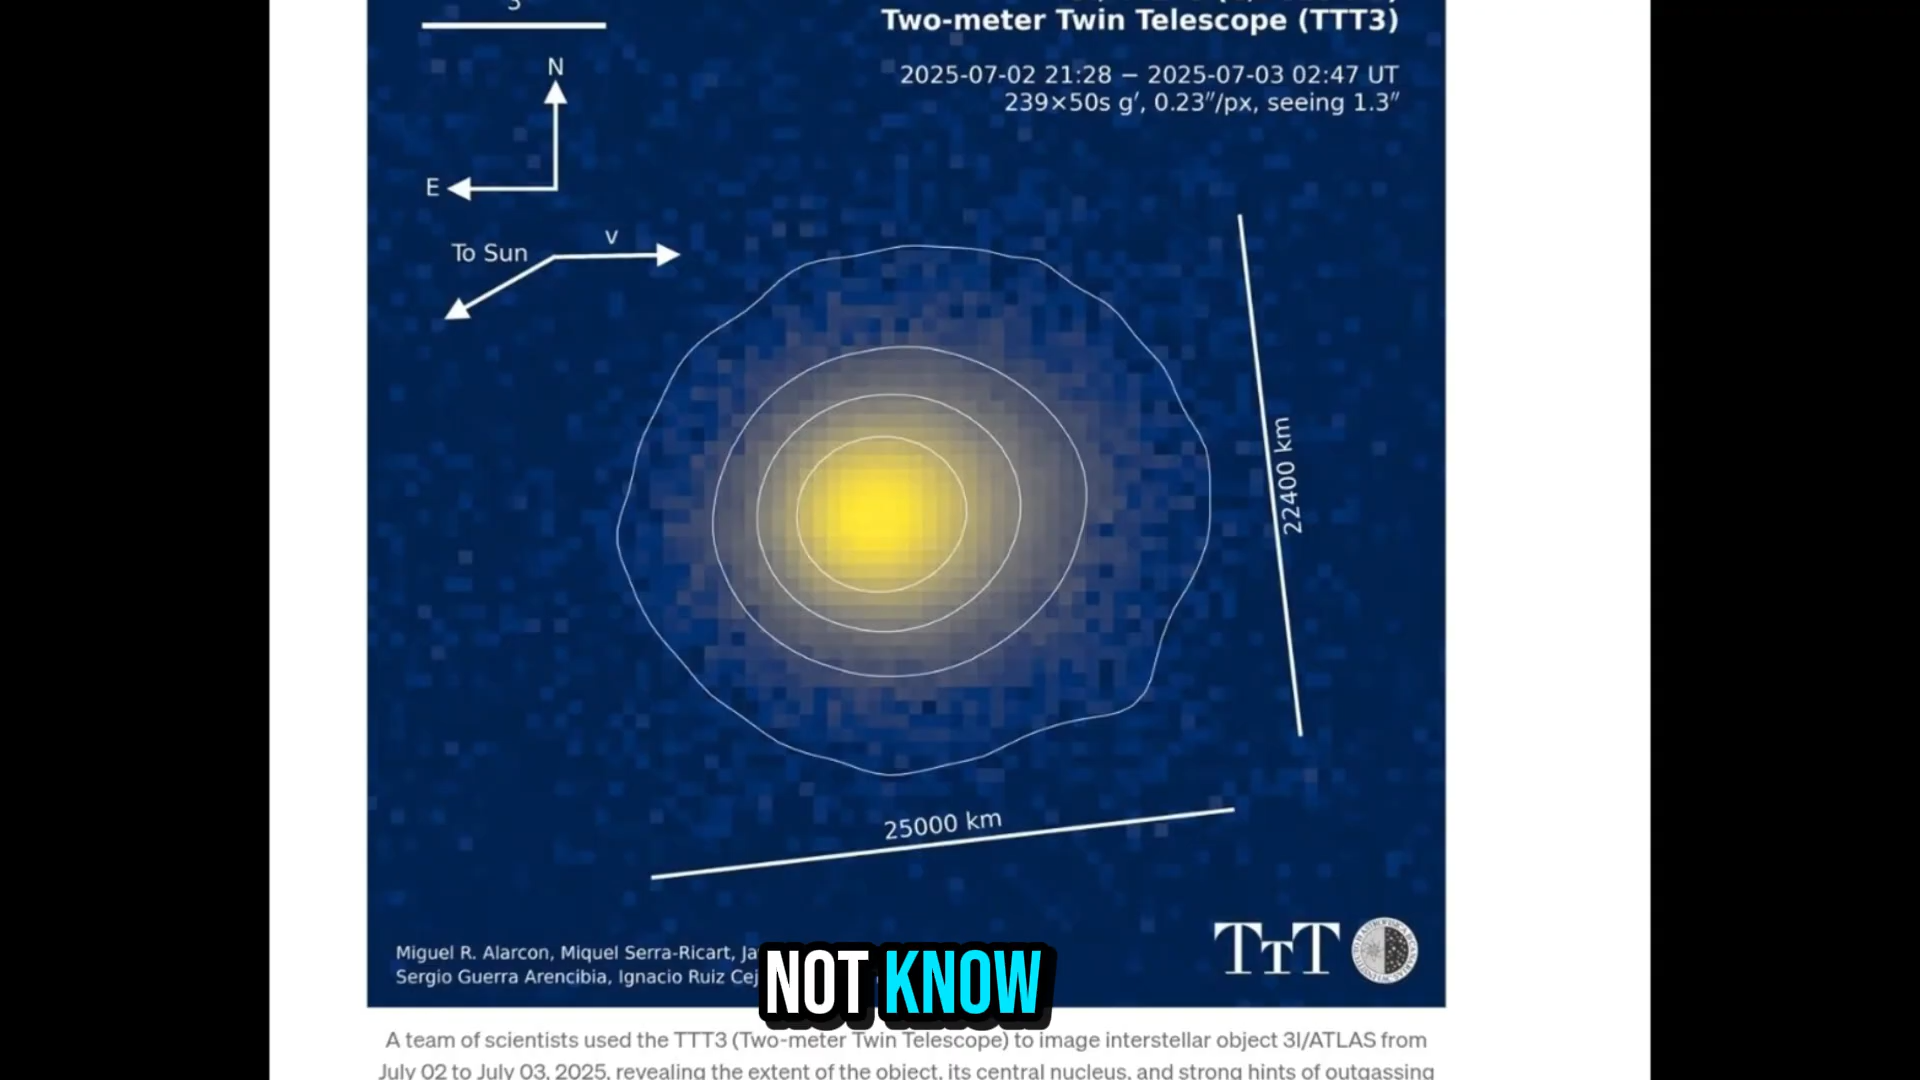 3
Two-meter Twin Telescope (TTT3)
2025-07-02 21:28 − 2025-07-03 02:47 UT
239×50s g′, 0.23″/px, seeing 1.3″
N
E
To Sun
v
22400 km
25000 km
Miguel R. Alarcon, Miquel Serra-Ricart,
Sergio Guerra Arencibia, Ignacio Ruiz
TTT
NOT KNOW
A team of scientists used the TTT3 (Two-meter Twin Telescope) to image interstellar object 3I/ATLAS from
July 02 to July 03, 2025, revealing the extent of the object, its central nucleus, and strong hints of outgassing